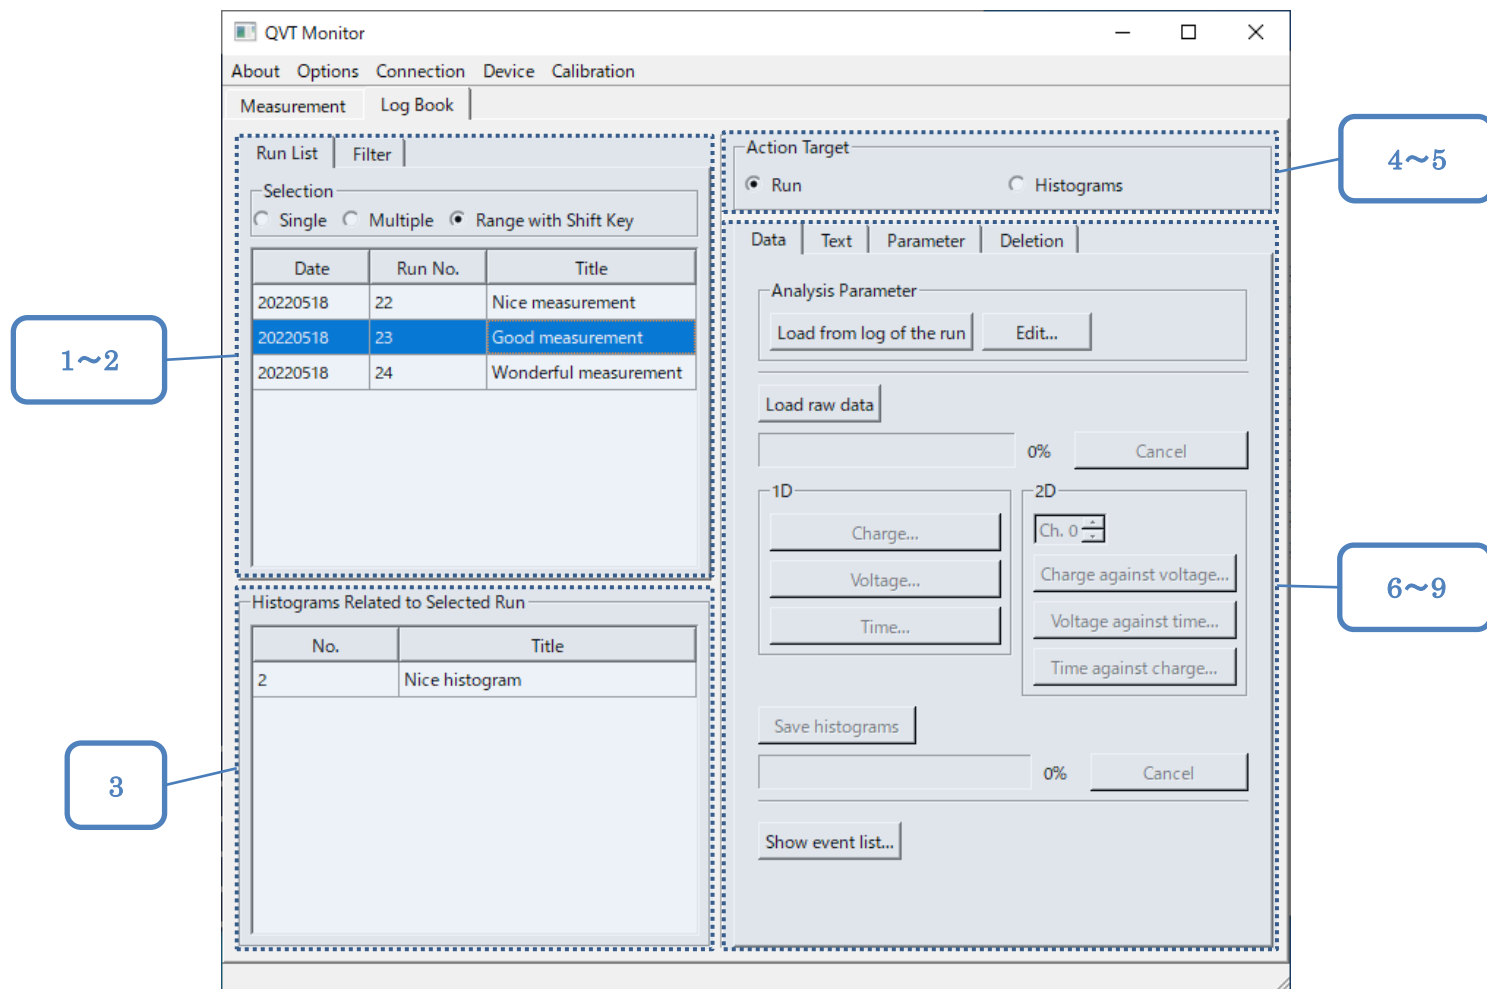 QVT Monitor
About Options Connection Device Calibration
Measurement Log Book
Run List Filter
Selection
Single Multiple Range with Shift Key
Date Run No. Title
20220518 22 Nice measurement
20220518 23 Good measurement
20220518 24 Wonderful measurement
1～2
Histograms Related to Selected Run
No. Title
2 Nice histogram
3
Action Target
Run Histograms
4～5
Data Text Parameter Deletion
Analysis Parameter
Load from log of the run Edit...
Load raw data
0% Cancel
1D
Charge...
Voltage...
Time...
2D
Ch. 0
Charge against voltage...
Voltage against time...
Time against charge...
Save histograms
0% Cancel
Show event list...
6～9